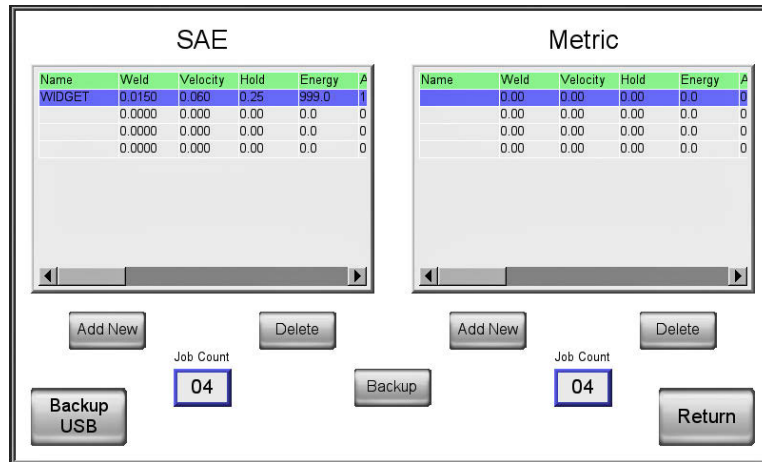 SAE Metric
Name Weld Velocity Hold Energy A Name Weld Velocity Hold Energy A
WIDGET 0.0150 0.060 0.25 999.0 1 0.00 0.00 0.00 0.0 0
0.0000 0.000 0.00 0.0 0 0.00 0.00 0.00 0.0 0
0.0000 0.000 0.00 0.0 0 0.00 0.00 0.00 0.0 0
0.0000 0.000 0.00 0.0 0 0.00 0.00 0.00 0.0 0
Add New Delete Add New Delete
Job Count Job Count
04 Backup 04
Backup
USB
Return